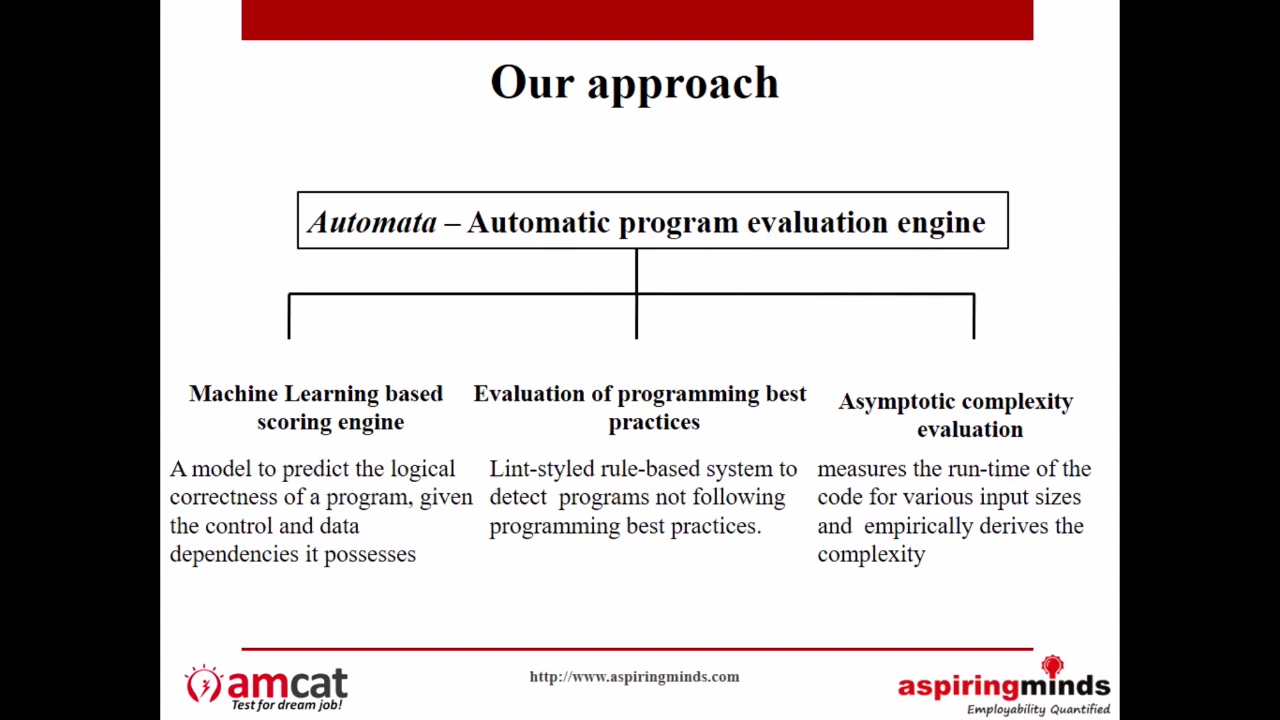 Our approach
Automata – Automatic program evaluation engine
Machine Learning based
scoring engine
A model to predict the logical
correctness of a program, given
the control and data
dependencies it possesses
Evaluation of programming best
practices
Lint-styled rule-based system to
detect programs not following
programming best practices.
Asymptotic complexity
evaluation
measures the run-time of the
code for various input sizes
and empirically derives the
complexity
amcat
Test for dream job!
http://www.aspiringminds.com
aspiringminds
Employability Quantified